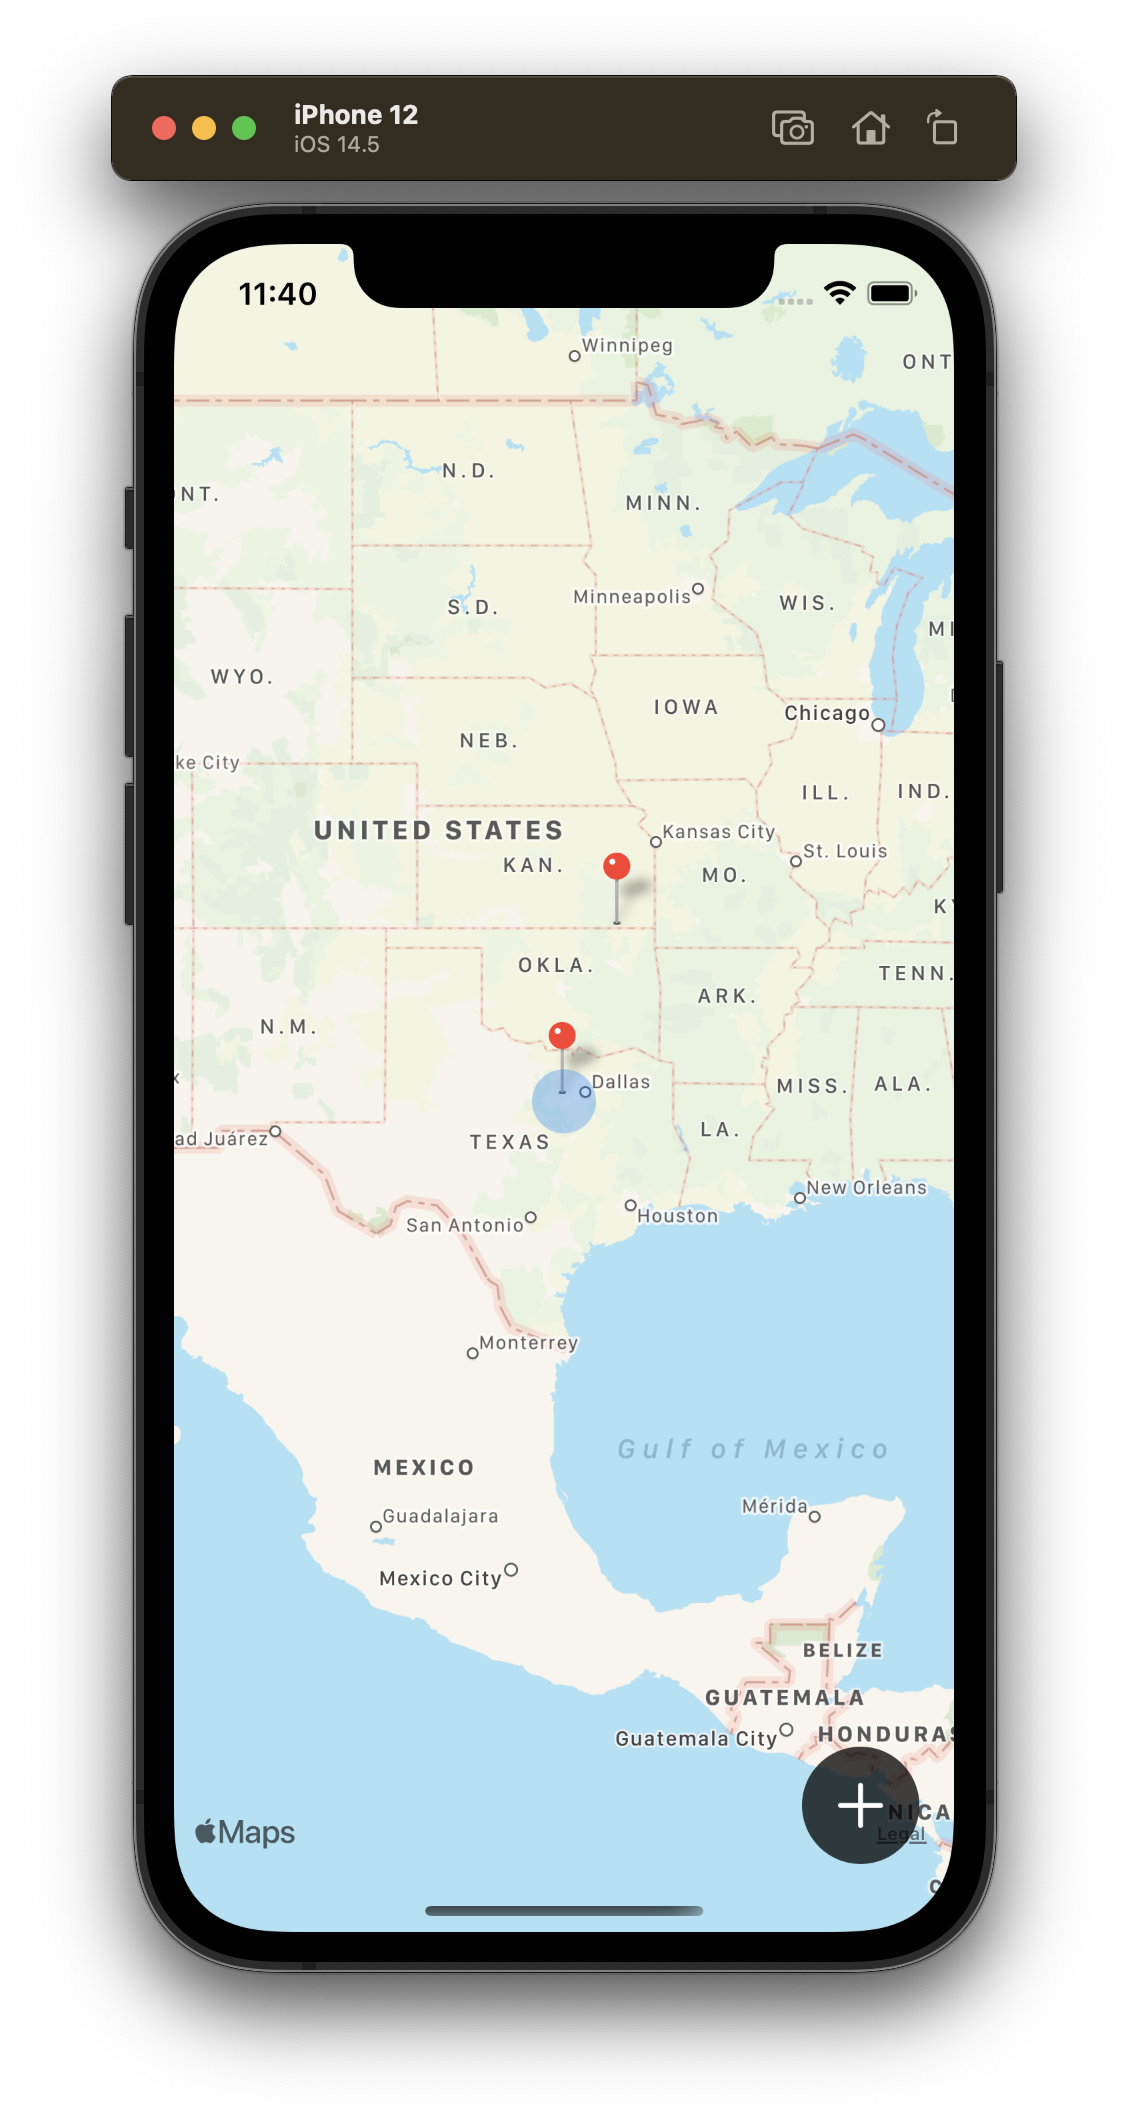 iPhone 12
iOS 14.5
11:40
Winnipeg
ONT
N.D.
NT.
MINN.
Minneapolis
WIS.
S.D.
MI
WYO.
IOWA
Chicago
NEB.
ke City
ILL.
IND.
UNITED STATES
Kansas City
St. Louis
KAN.
MO.
KY
OKLA.
TENN.
ARK.
N.M.
x
Dallas
MISS.
ALA.
LA.
ad Juárez
TEXAS
New Orleans
San Antonio
Houston
Monterrey
Gulf of Mexico
MEXICO
Mérida
Guadalajara
Mexico City
BELIZE
GUATEMALA
Guatemala City
HONDURAS
NICA
Maps
Legal